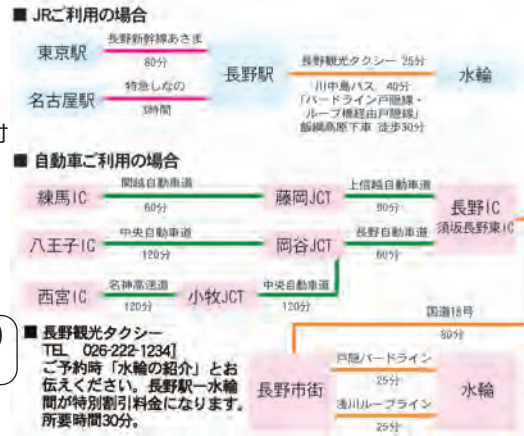 ■ JRご利用の場合
東京駅
長野新幹線あさま
80分
名古屋駅
特急しなの
3時間
長野駅
長野観光タクシー 25分
川中島バス 40分
「バードライン戸隠線・
ループ橋経由戸隠線」
飯綱高原下車 徒歩30分
水輪
付
■ 自動車ご利用の場合
練馬IC
関越自動車道
60分
藤岡JCT
上信越自動車道
90分
長野IC
須坂長野東IC
八王子IC
中央自動車道
120分
岡谷JCT
長野自動車道
60分
西宮IC
名神高速道
120分
小牧JCT
中央自動車道
120分
国道18号
80分
■ 長野観光タクシー
TEL 026-222-1234]
ご予約時「水輪の紹介」とお
伝えください。長野駅ー水輪
間が特別割引料金になります。
所要時間30分。
長野市街
戸隠バードライン
25分
浅川ループライン
25分
水輪